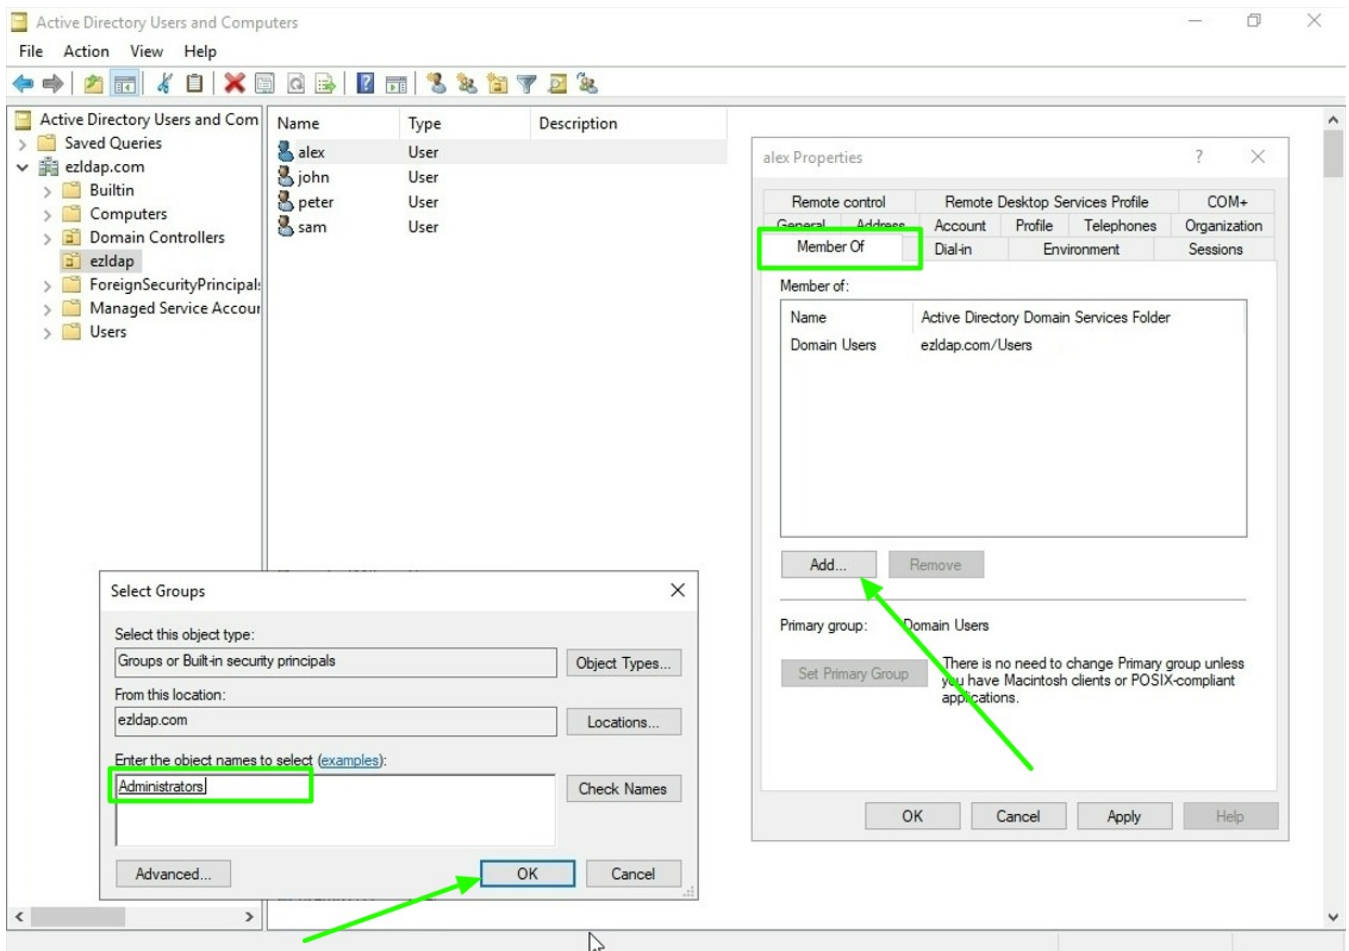 Active Directory Users and Computers
File Action View Help
Active Directory Users and Com
Saved Queries
ezldap.com
Builtin
Computers
Domain Controllers
ezldap
ForeignSecurityPrincipals
Managed Service Accour
Users
Name Type Description
alex User
john User
peter User
sam User
alex Properties
Remote control Remote Desktop Services Profile COM+
General Address Account Profile Telephones Organization
Member Of Dial-in Environment Sessions
Member of:
Name Active Directory Domain Services Folder
Domain Users ezldap.com/Users
Add... Remove
Primary group: Domain Users
Set Primary Group
There is no need to change Primary group unless
you have Macintosh clients or POSIX-compliant
applications.
OK Cancel Apply Help
Select Groups
Select this object type:
Groups or Built-in security principals
Object Types...
From this location:
ezldap.com
Locations...
Enter the object names to select (examples):
Administrators
Check Names
Advanced... OK Cancel